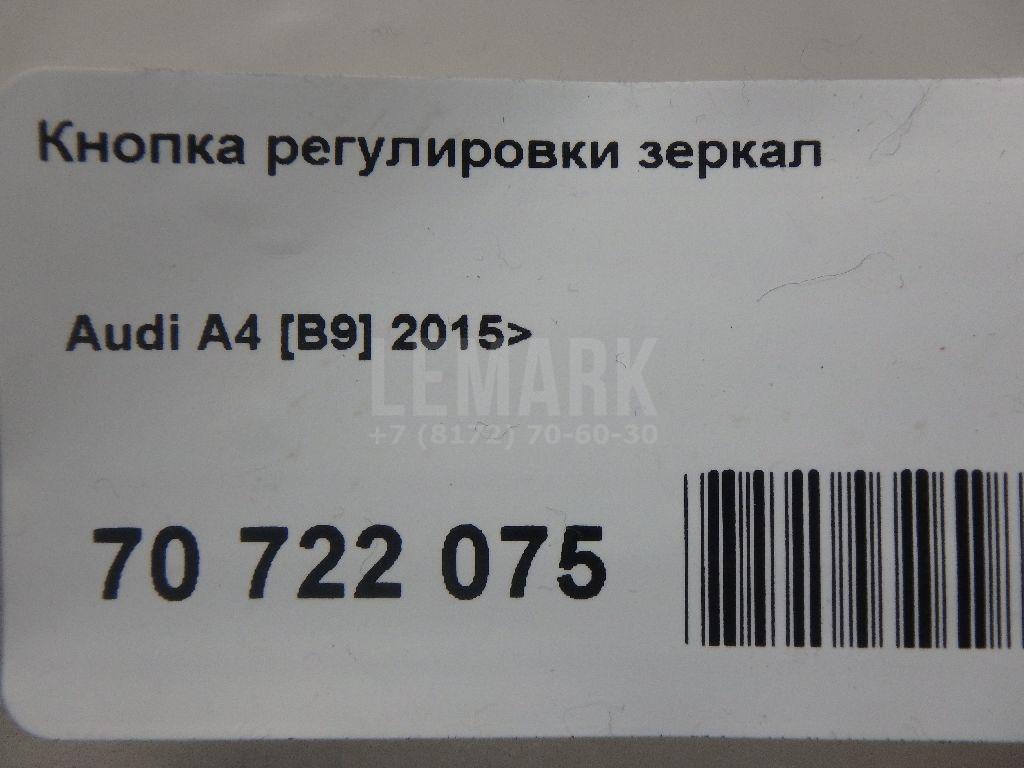 Кнопка регулировки зеркал
Audi A4 [B9] 2015>
LEMARK
+7 (8172) 70-60-30
70 722 075